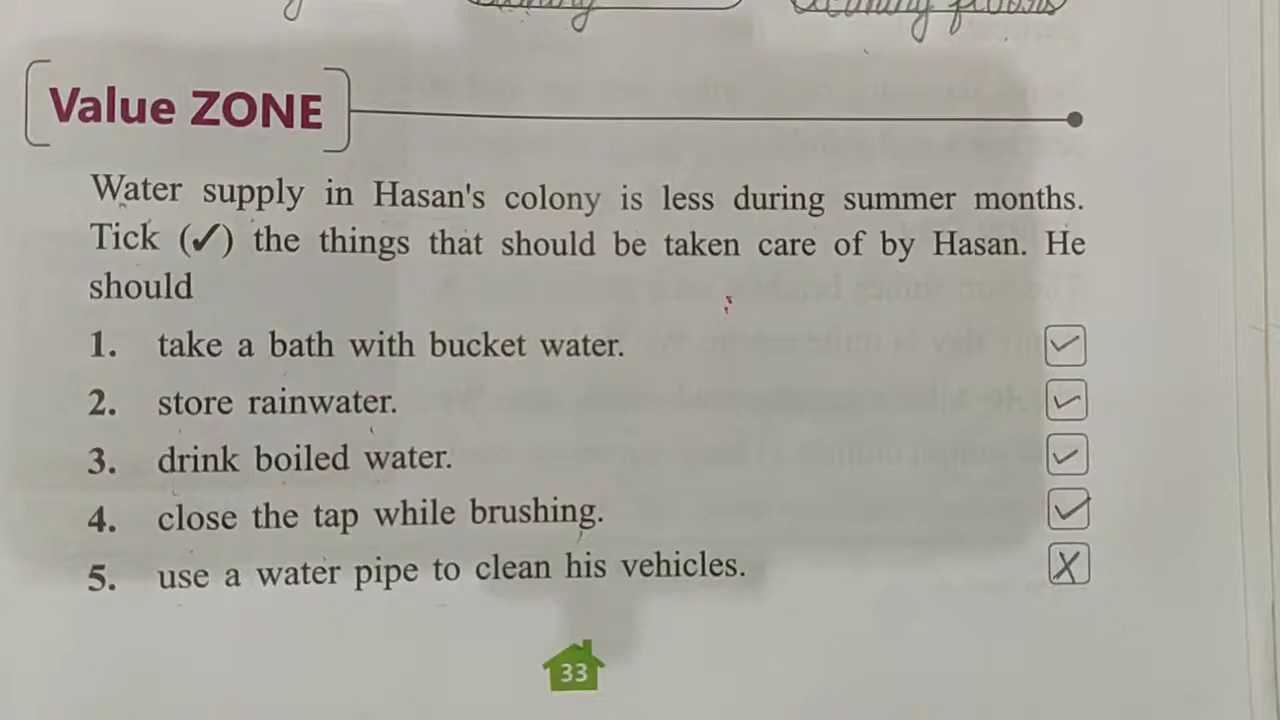 Value ZONE
Water supply in Hasan's colony is less during summer months.
Tick (✓) the things that should be taken care of by Hasan. He
should
1. take a bath with bucket water. ✓
2. store rainwater. ✓
3. drink boiled water. ✓
4. close the tap while brushing. ✓
5. use a water pipe to clean his vehicles. X
33